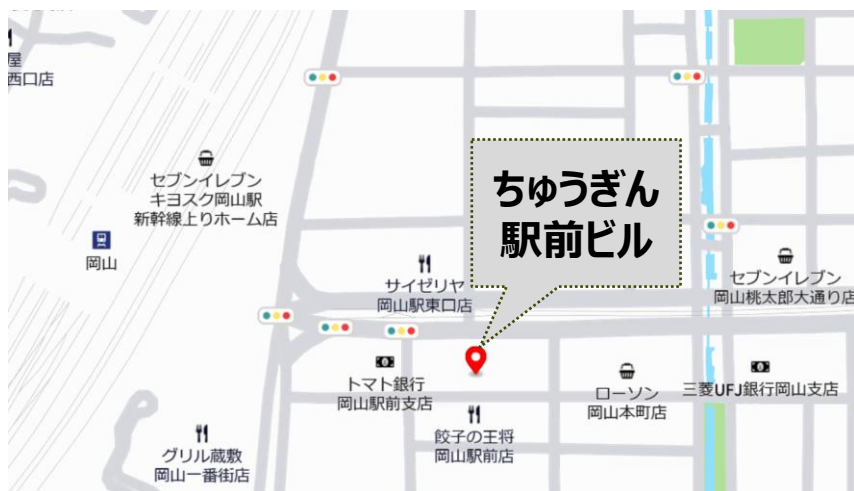 屋
西口店
セブンイレブン
キヨスク岡山駅
新幹線上りホーム店
岡山
ちゅうぎん
駅前ビル
サイゼリヤ
岡山駅東口店
セブンイレブン
岡山桃太郎大通り店
トマト銀行
岡山駅前支店
ローソン
岡山本町店
三菱UFJ銀行岡山支店
餃子の王将
岡山駅前店
グリル蔵敷
岡山一番街店